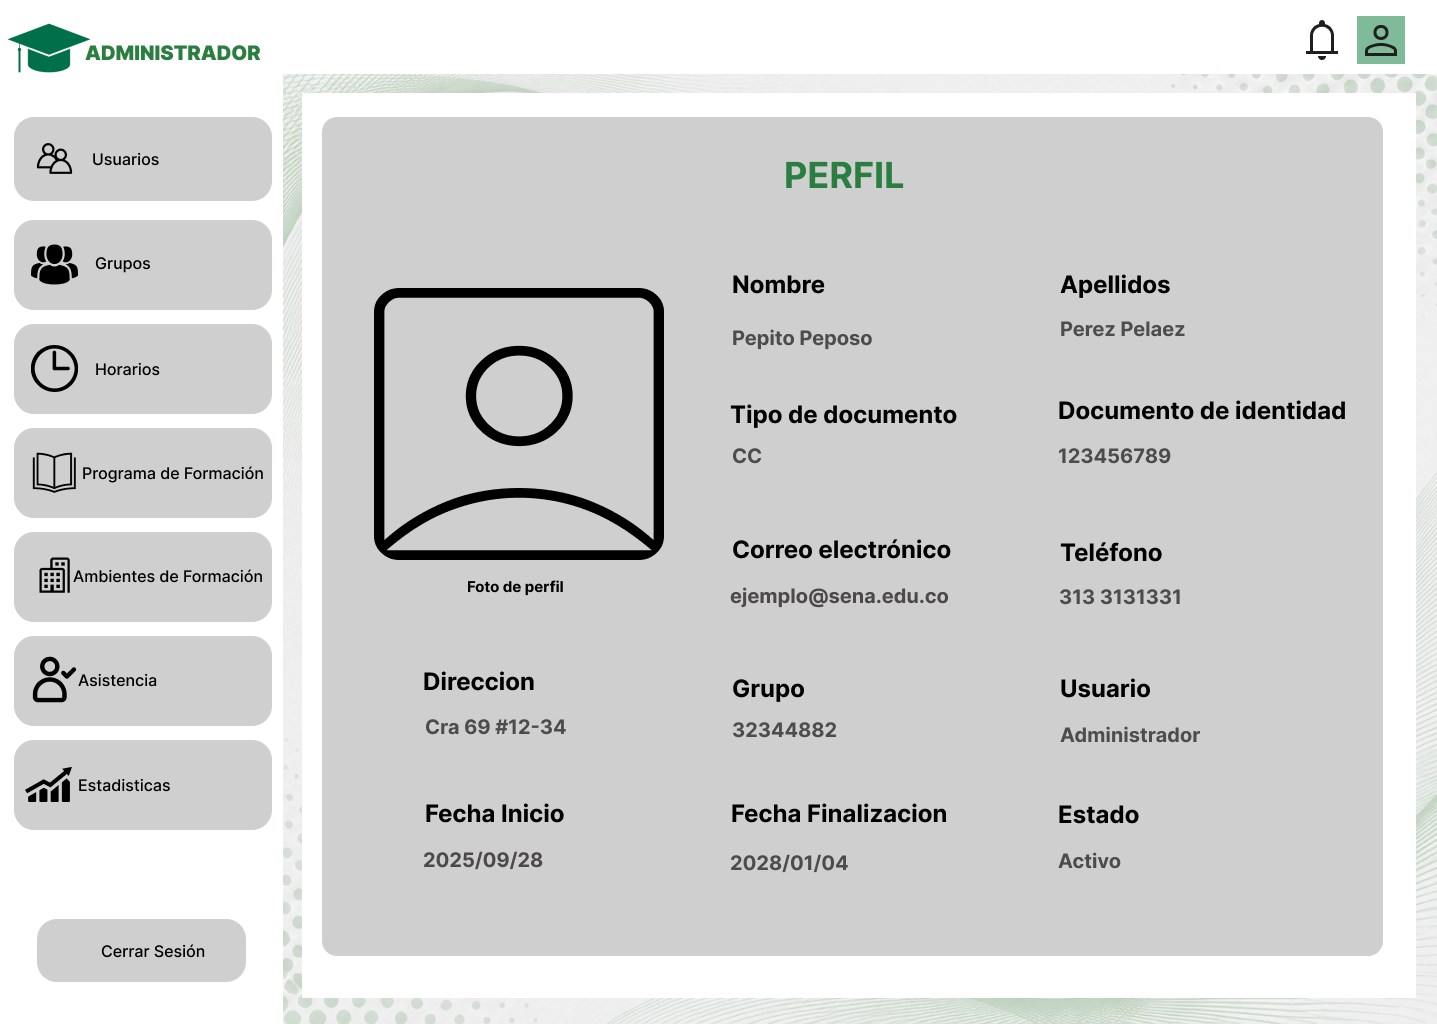 ADMINISTRADOR
Usuarios
Grupos
Horarios
Programa de Formación
Ambientes de Formación
Asistencia
Estadisticas
Cerrar Sesión
PERFIL
Foto de perfil
Nombre
Pepito Peposo
Apellidos
Perez Pelaez
Tipo de documento
CC
Documento de identidad
123456789
Correo electrónico
ejemplo@sena.edu.co
Teléfono
313 3131331
Direccion
Cra 69 #12-34
Grupo
32344882
Usuario
Administrador
Fecha Inicio
2025/09/28
Fecha Finalizacion
2028/01/04
Estado
Activo